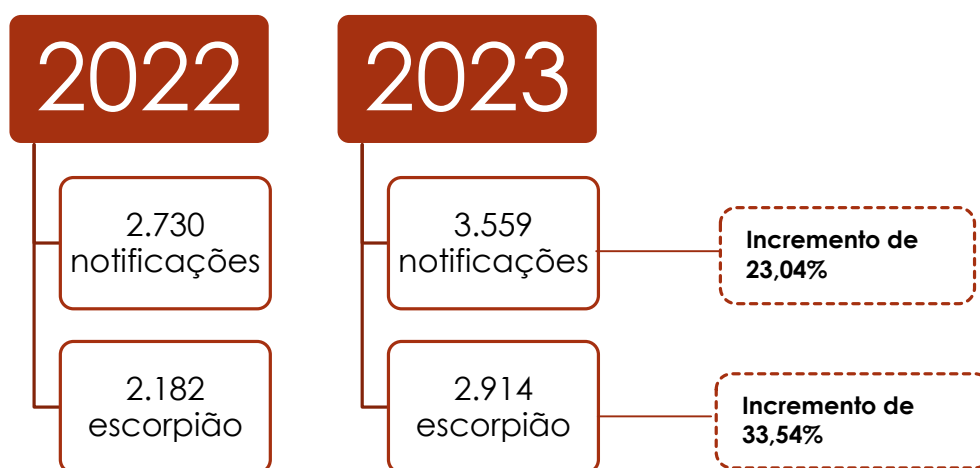 2022
2023
2.730
notificações
3.559
notificações
Incremento de
23,04%
2.182
escorpião
2.914
escorpião
Incremento de
33,54%